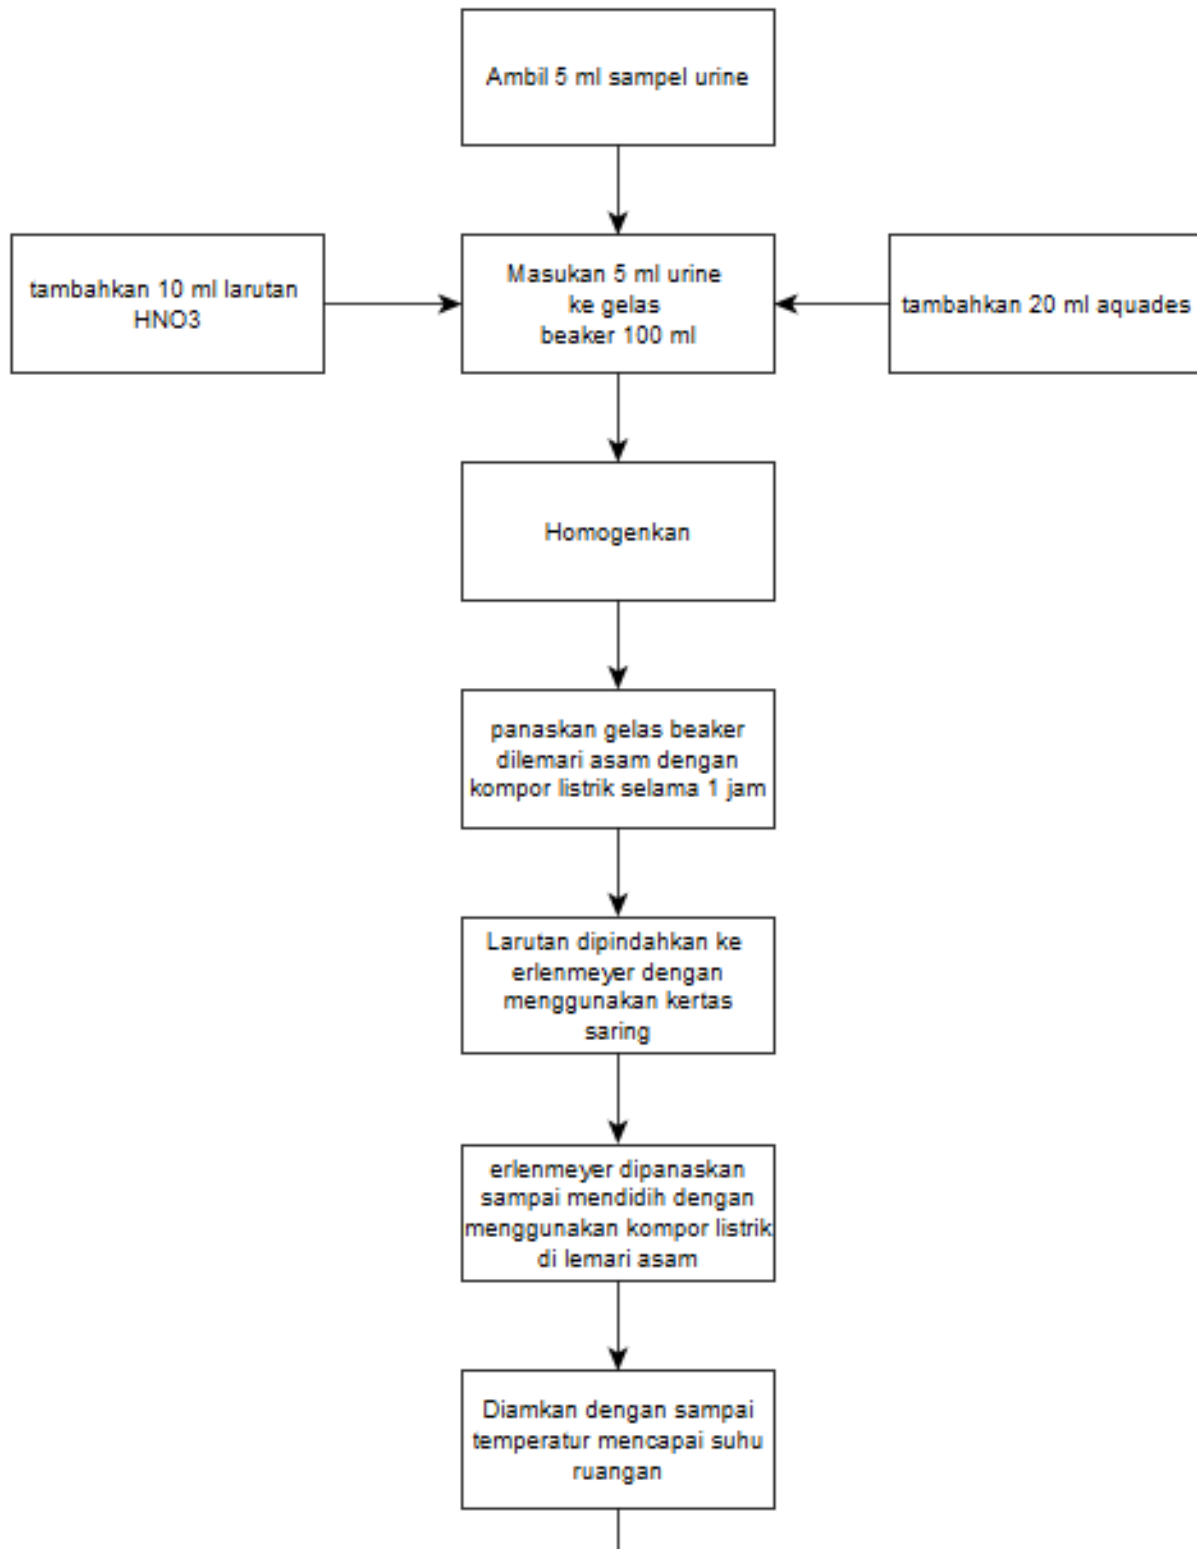 Ambil 5 ml sampel urine
tambahkan 10 ml larutan
HNO3
Masukan 5 ml urine
ke gelas
beaker 100 ml
tambahkan 20 ml aquades
Homogenkan
panaskan gelas beaker
dilemari asam dengan
kompor listrik selama 1 jam
Larutan dipindahkan ke
erlenmeyer dengan
menggunakan kertas
saring
erlenmeyer dipanaskan
sampai mendidih dengan
menggunakan kompor listrik
di lemari asam
Diamkan dengan sampai
temperatur mencapai suhu
ruangan